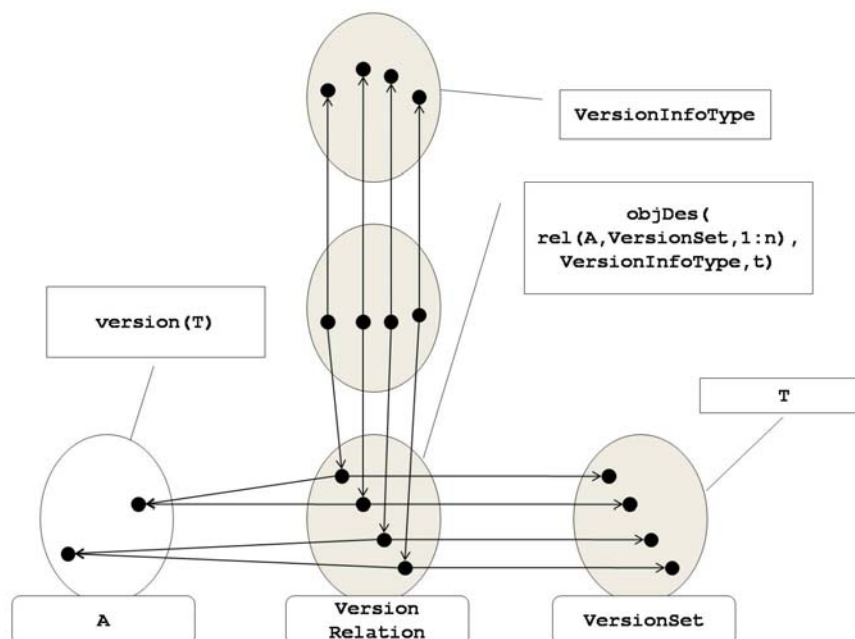 VersionInfoType
objDes(
rel(A,VersionSet,1:n),
VersionInfoType,t)
version(T)
T
A
Version
Relation
VersionSet